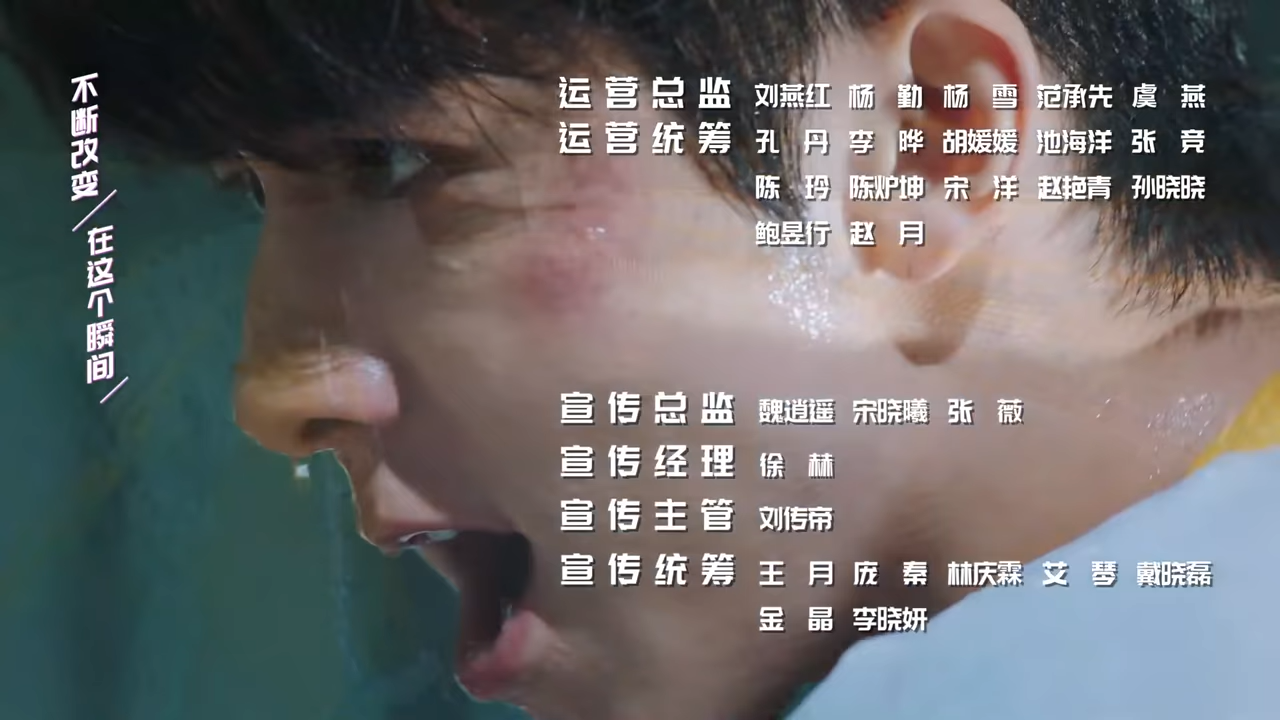 不断改变
在这个瞬间
运营总监 刘燕红 杨勤 杨雪 范承先 虞燕
运营统筹 孔丹 李晔 胡媛媛 池海洋 张竞
陈玲 陈炉坤 宋洋 赵艳青 孙晓晓
鲍昱行 赵月
宣传总监 魏逍遥 宋晓曦 张薇
宣传经理 徐赫
宣传主管 刘传帝
宣传统筹 王月 庞秦 林庆霖 艾琴 戴晓磊
金晶 李晓妍